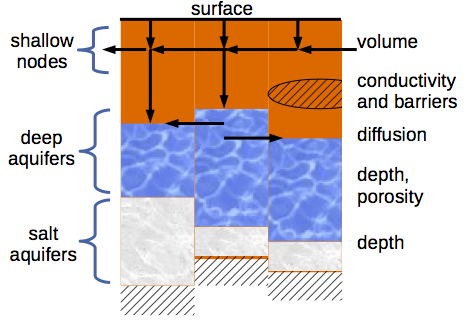 surface
shallow
nodes
volume
conductivity
and barriers
deep
aquifers
diffusion
depth,
porosity
salt
aquifers
depth